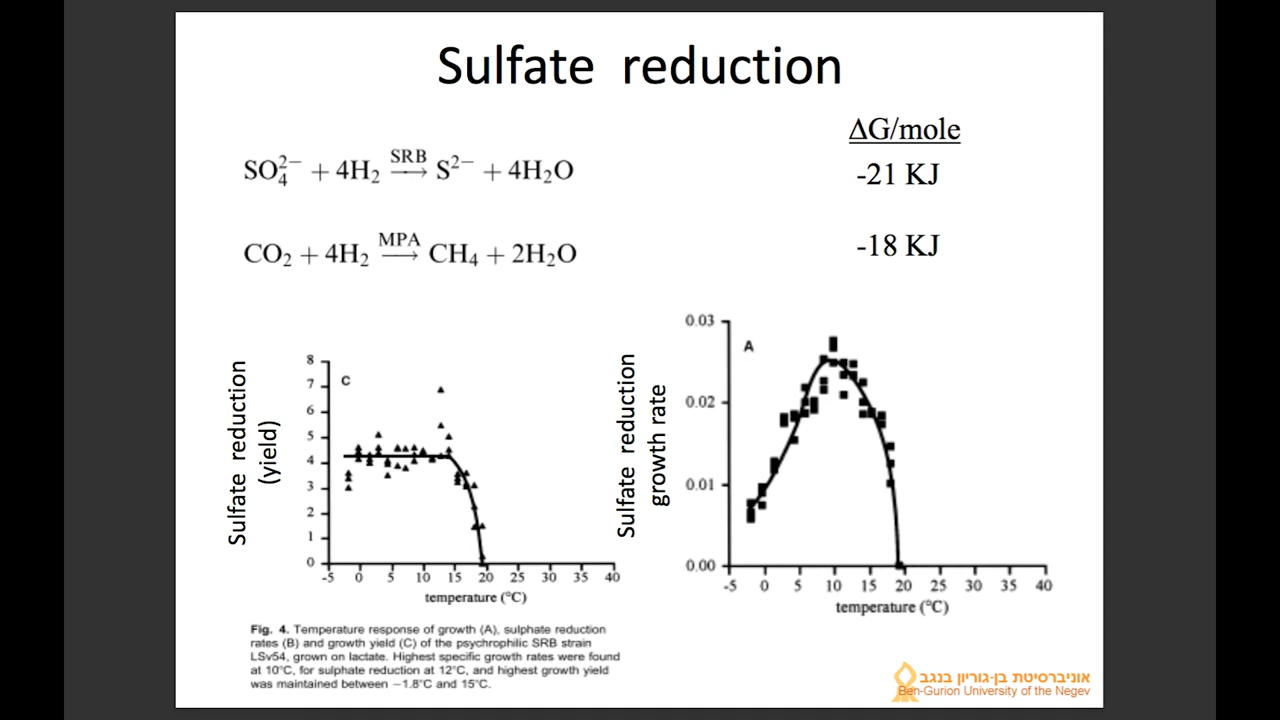 Sulfate reduction
ΔG/mole
SO₄²⁻ + 4H₂ SRB → S²⁻ + 4H₂O
-21 KJ
CO₂ + 4H₂ MPA → CH₄ + 2H₂O
-18 KJ
Sulfate reduction
(yield)
C
8
7
6
5
4
3
2
1
0
-5 0 5 10 15 20 25 30 35 40
temperature (°C)
Sulfate reduction
growth rate
A
0.03
0.02
0.01
0.00
-5 0 5 10 15 20 25 30 35 40
temperature (°C)
Fig. 4. Temperature response of growth (A), sulphate reduction
rates (B) and growth yield (C) of the psychrophilic SRB strain
LSv54, grown on lactate. Highest specific growth rates were found
at 10°C, for sulphate reduction at 12°C, and highest growth yield
was maintained between −1.8°C and 15°C.
אוניברסיטת בן-גוריון בנגב
Ben-Gurion University of the Negev